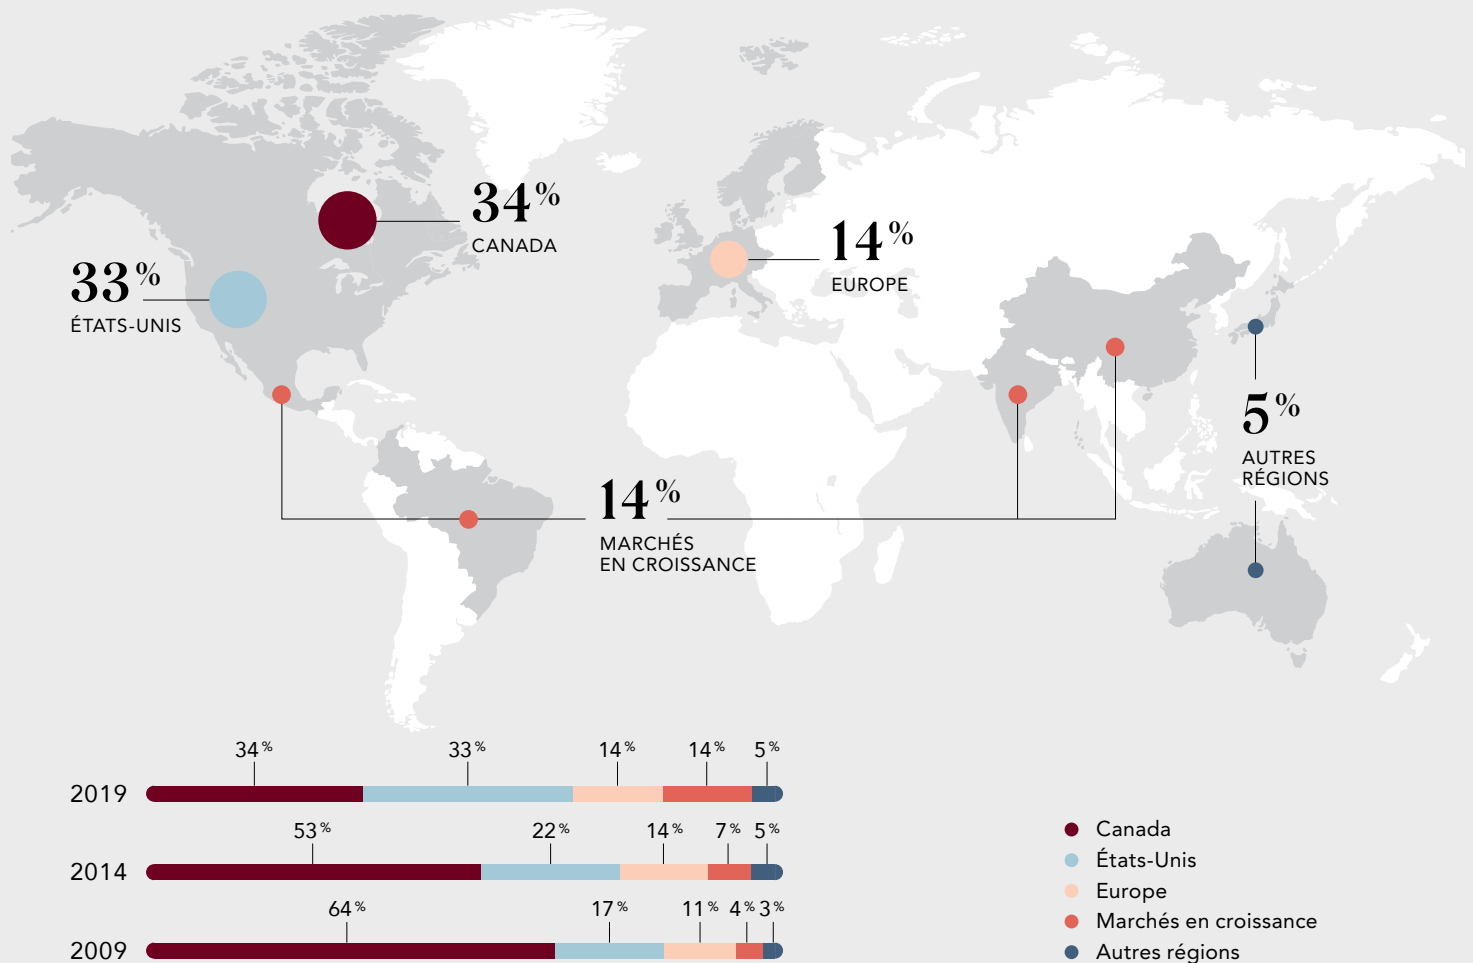 34%
CANADA
33%
ÉTATS-UNIS
14%
EUROPE
5%
AUTRES
RÉGIONS
14%
MARCHÉS
EN CROISSANCE
34% 33% 14% 14% 5%
2019
53% 22% 14% 7% 5%
2014
64% 17% 11% 4% 3%
2009
Canada
États-Unis
Europe
Marchés en croissance
Autres régions